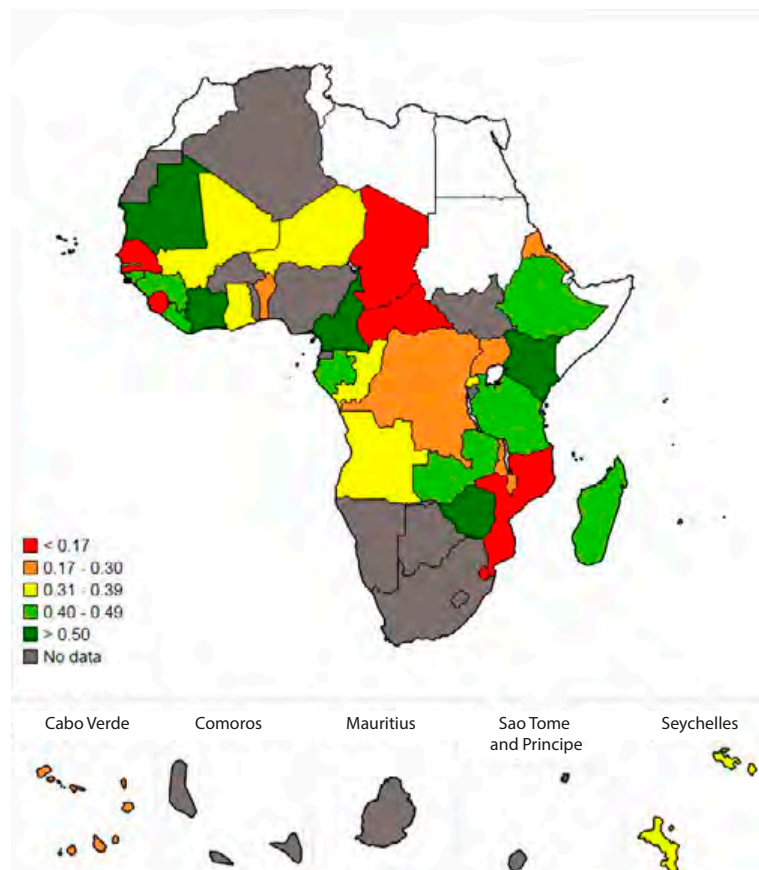 < 0.17
0.17 - 0.30
0.31 - 0.39
0.40 - 0.49
> 0.50
No data
Cabo Verde
Comoros
Mauritius
Sao Tome
and Principe
Seychelles